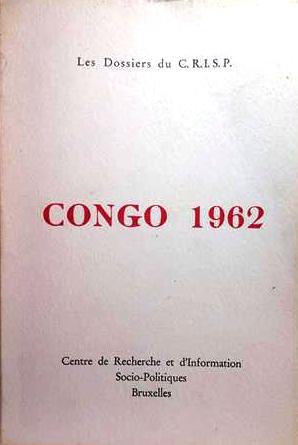 Les Dossiers du C.R.I.S.P.
CONGO 1962
Centre de Recherche et d'Information
Socio-Politiques
Bruxelles